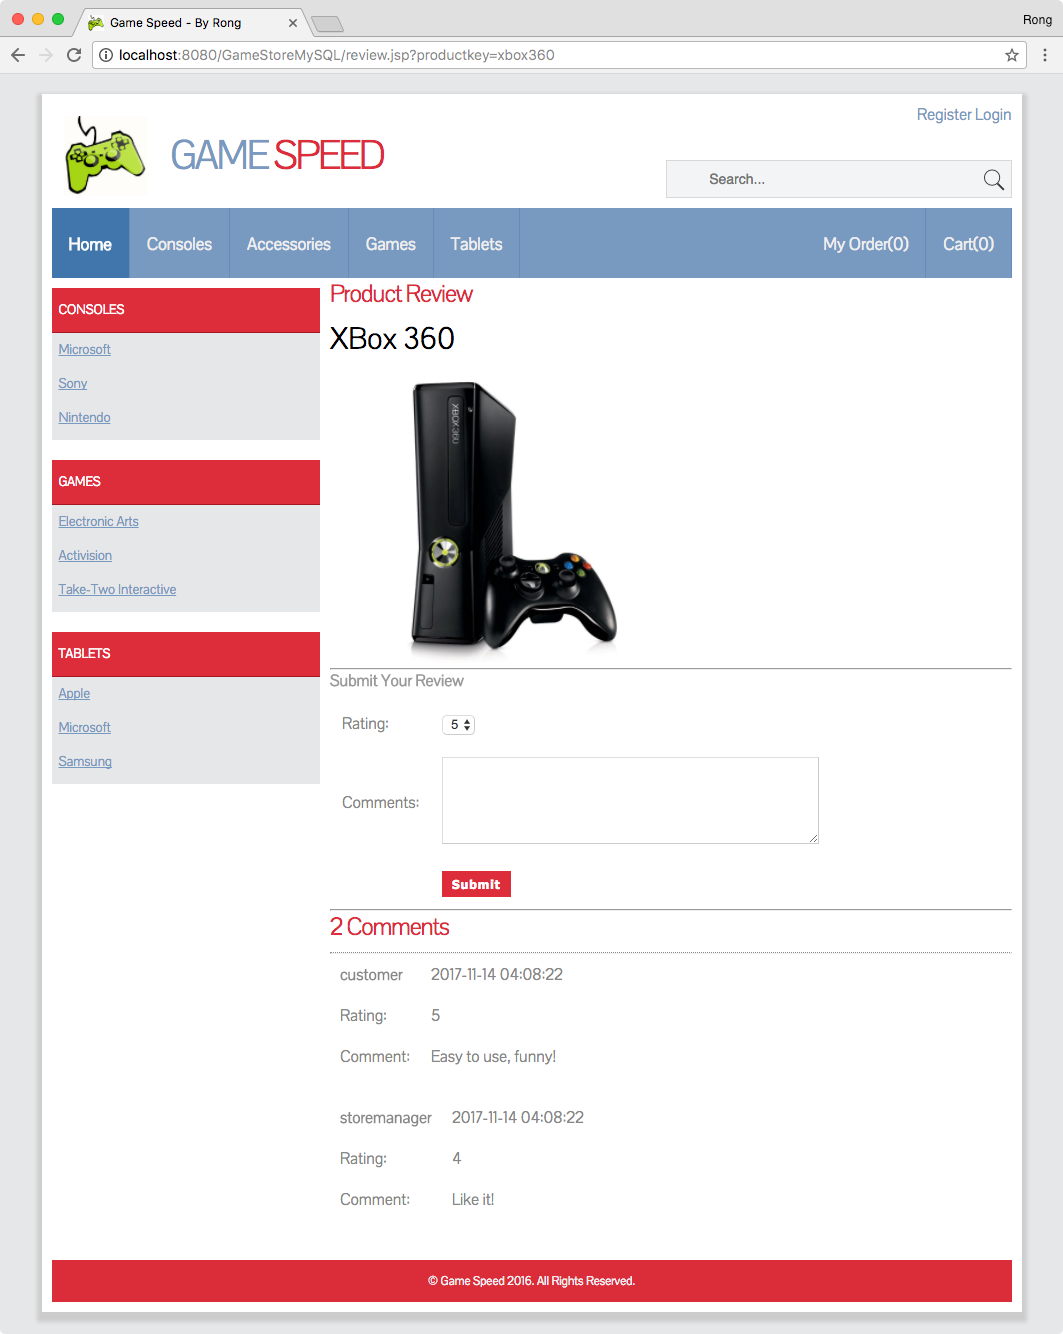 Game Speed - By Rong
Rong
localhost:8080/GameStoreMySQL/review.jsp?productkey=xbox360
Register Login
GAME SPEED
Search...
Home Consoles Accessories Games Tablets My Order(0) Cart(0)
CONSOLES
Microsoft
Sony
Nintendo
GAMES
Electronic Arts
Activision
Take-Two Interactive
TABLETS
Apple
Microsoft
Samsung
Product Review
XBox 360
XBOX360
Submit Your Review
Rating: 5
Comments:
Submit
2 Comments
customer 2017-11-14 04:08:22
Rating: 5
Comment: Easy to use, funny!
storemanager 2017-11-14 04:08:22
Rating: 4
Comment: Like it!
© Game Speed 2016. All Rights Reserved.